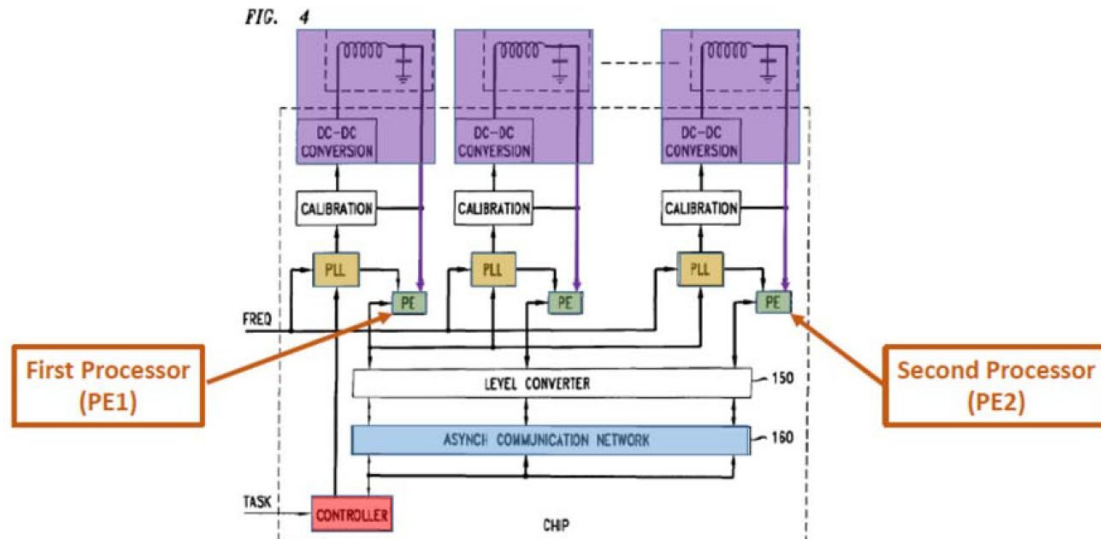 FIG. 4
DC-DC
CONVERSION
DC-DC
CONVERSION
DC-DC
CONVERSION
CALIBRATION
CALIBRATION
CALIBRATION
PLL
PLL
PLL
PE
PE
PE
FREQ
First Processor
(PE1)
Second Processor
(PE2)
LEVEL CONVERTER
150
ASYNCH COMMUNICATION NETWORK
160
TASK
CONTROLLER
CHIP